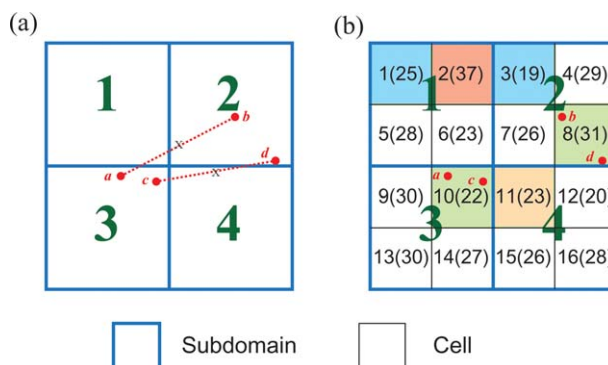 (a)
(b)
1
2
3
4
a
b
c
d
x
x
1(25) 2(37) 3(19) 4(29)
1
2
5(28) 6(23) 7(26) 8(31)
b
d
a
c
9(30) 10(22) 11(23) 12(20)
3
4
13(30) 14(27) 15(26) 16(28)
Subdomain
Cell